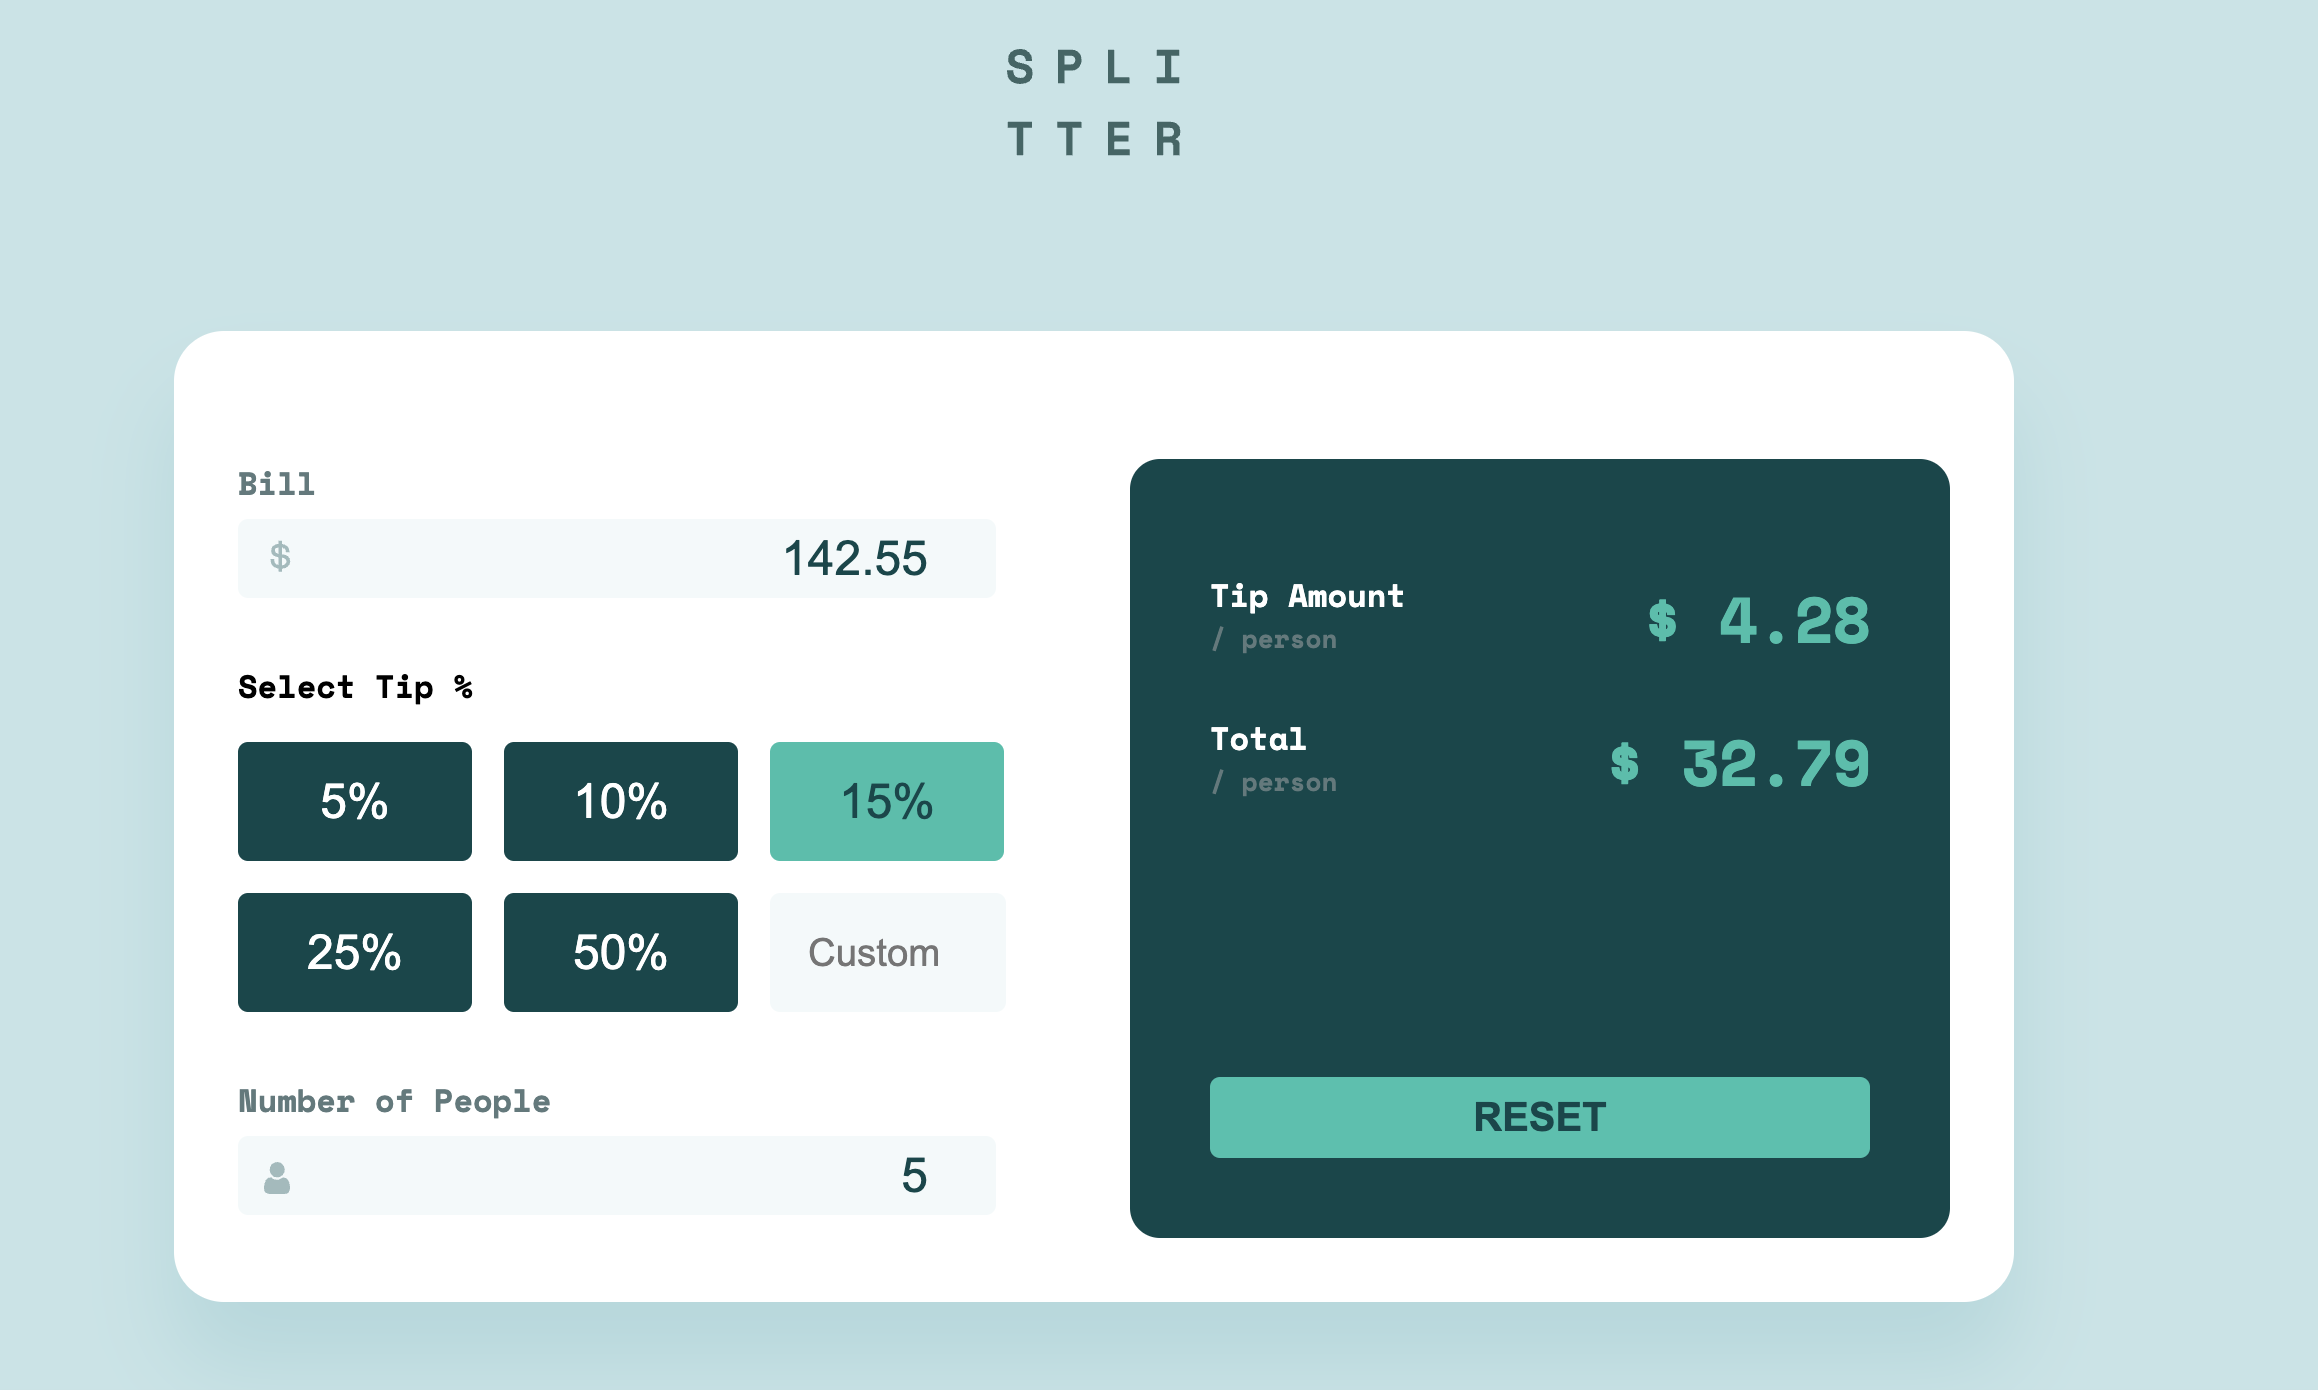 S P L I
T T E R
Bill
$ 142.55
Select Tip %
5% 10% 15%
25% 50% Custom
Number of People
5
Tip Amount
/ person
$ 4.28
Total
/ person
$ 32.79
RESET